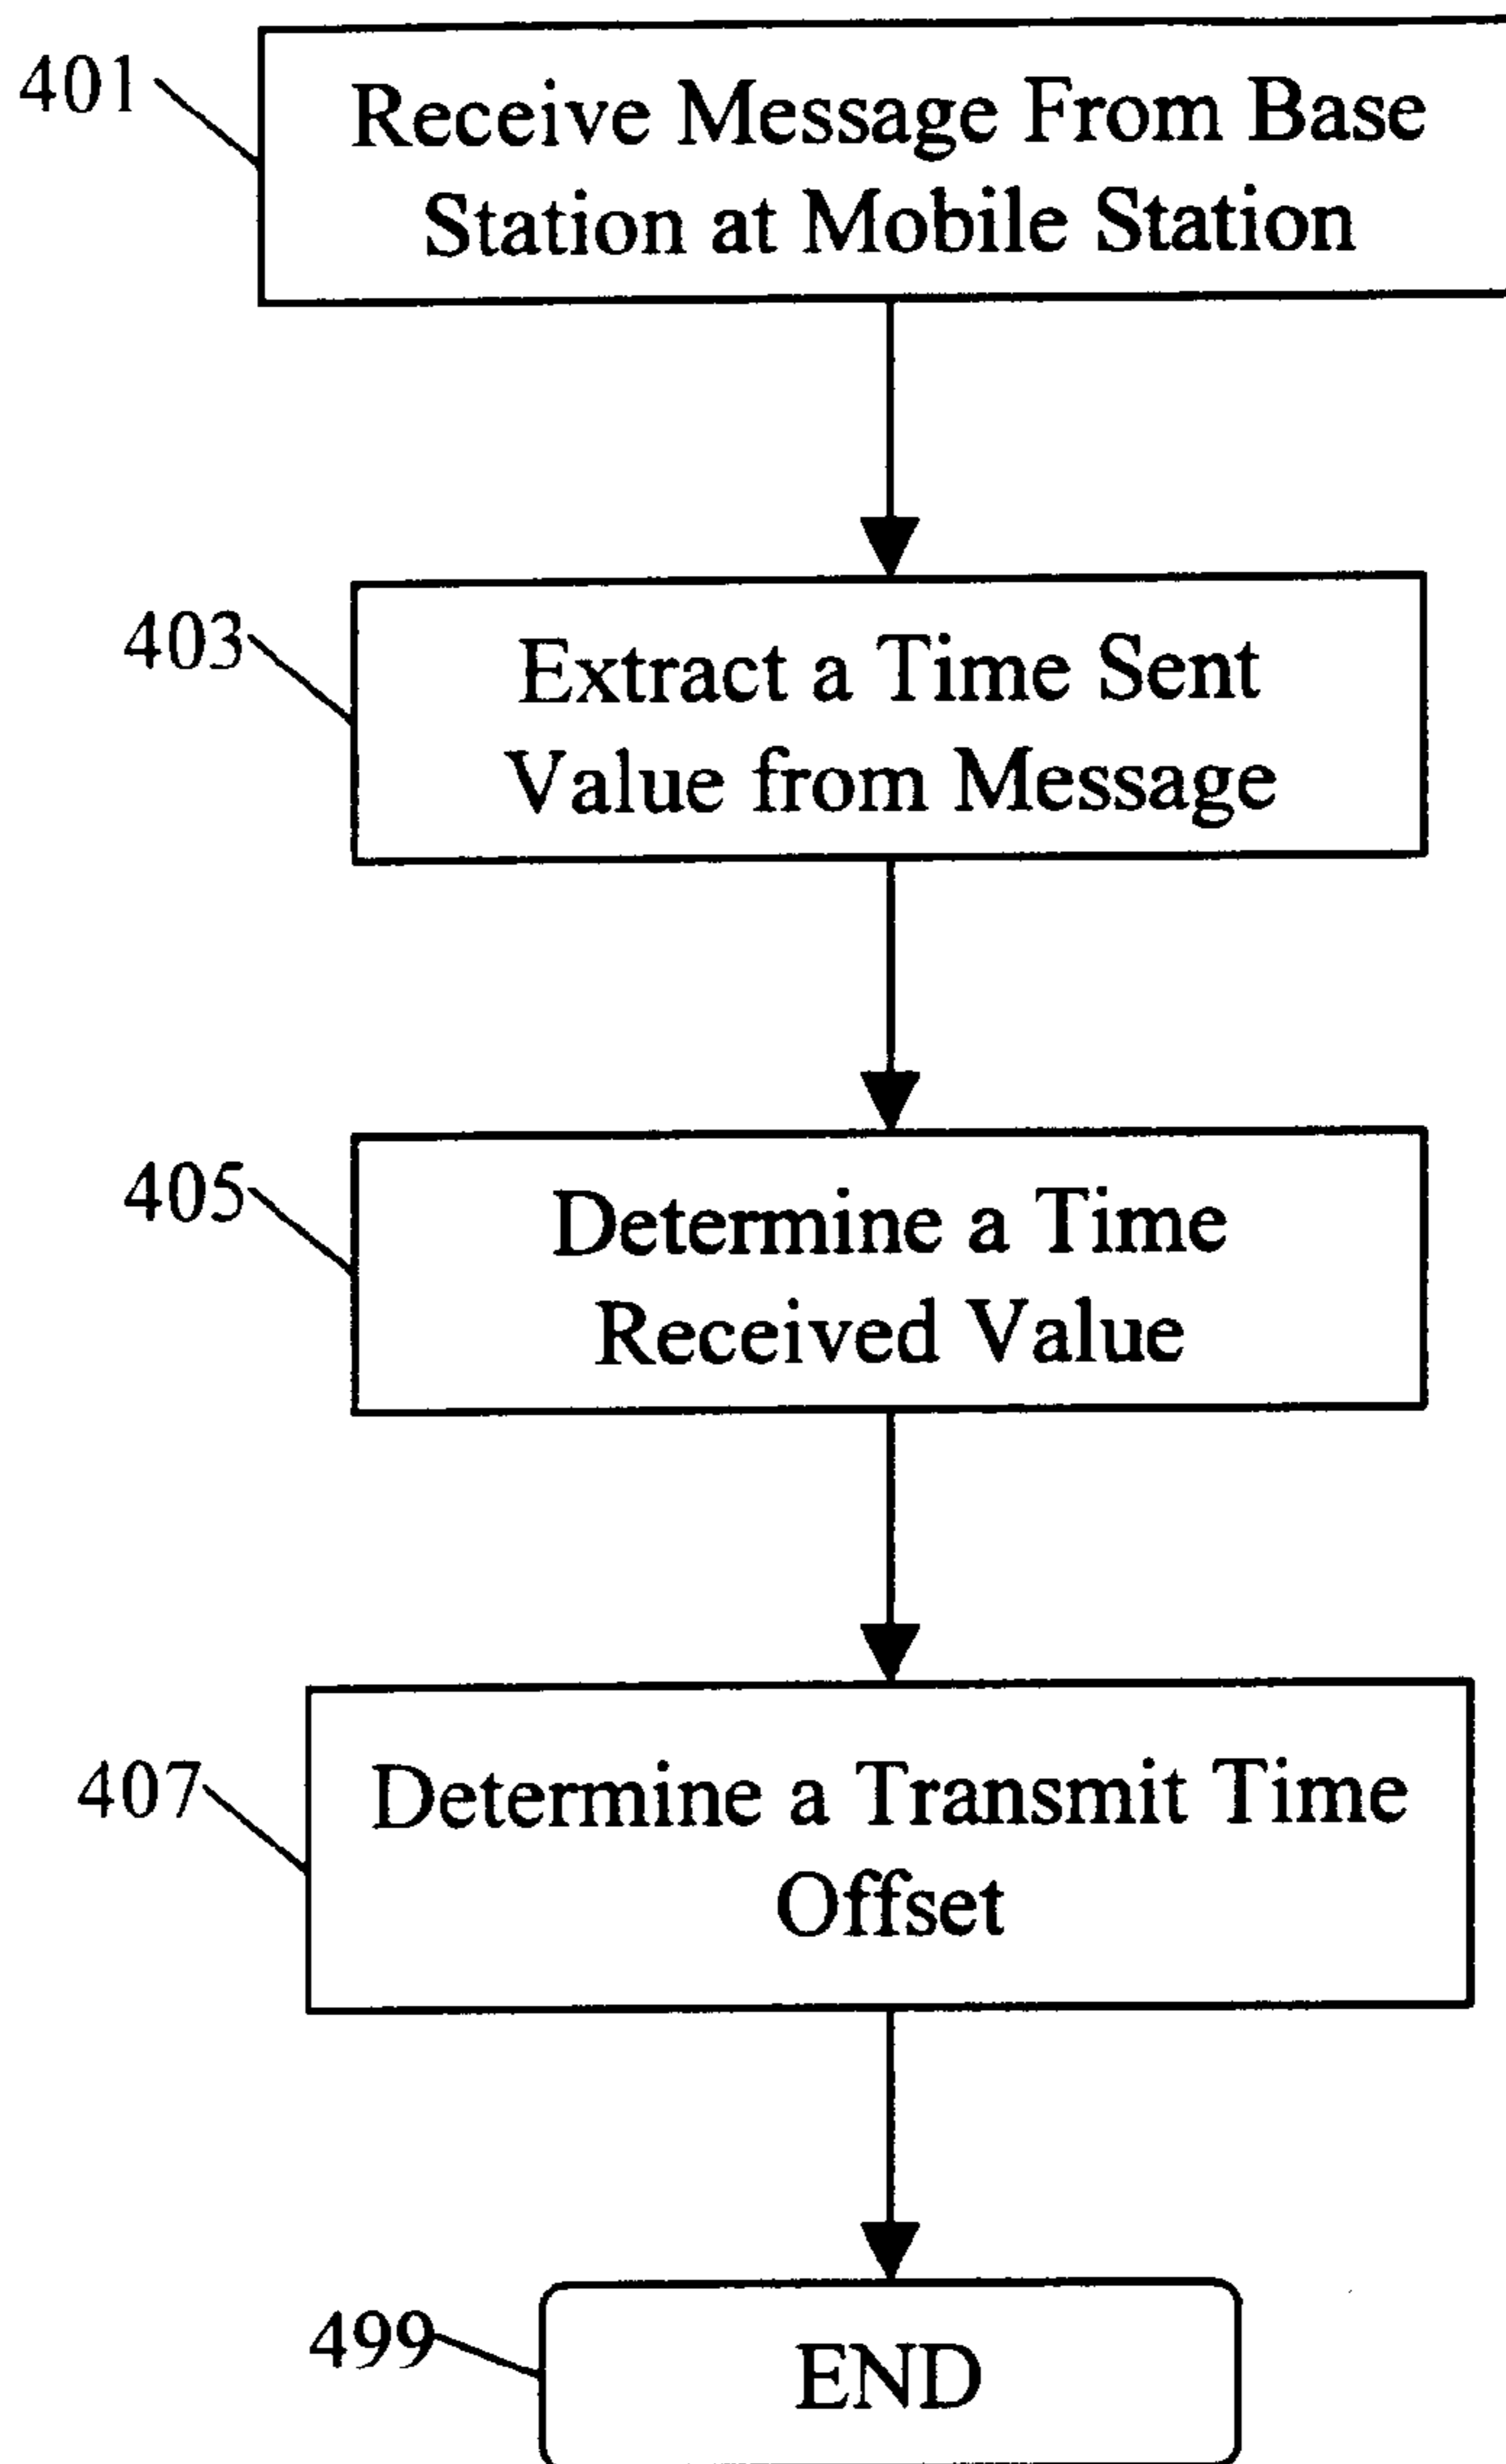 401
Receive Message From Base
Station at Mobile Station
403
Extract a Time Sent
Value from Message
405
Determine a Time
Received Value
407
Determine a Transmit Time
Offset
499
END